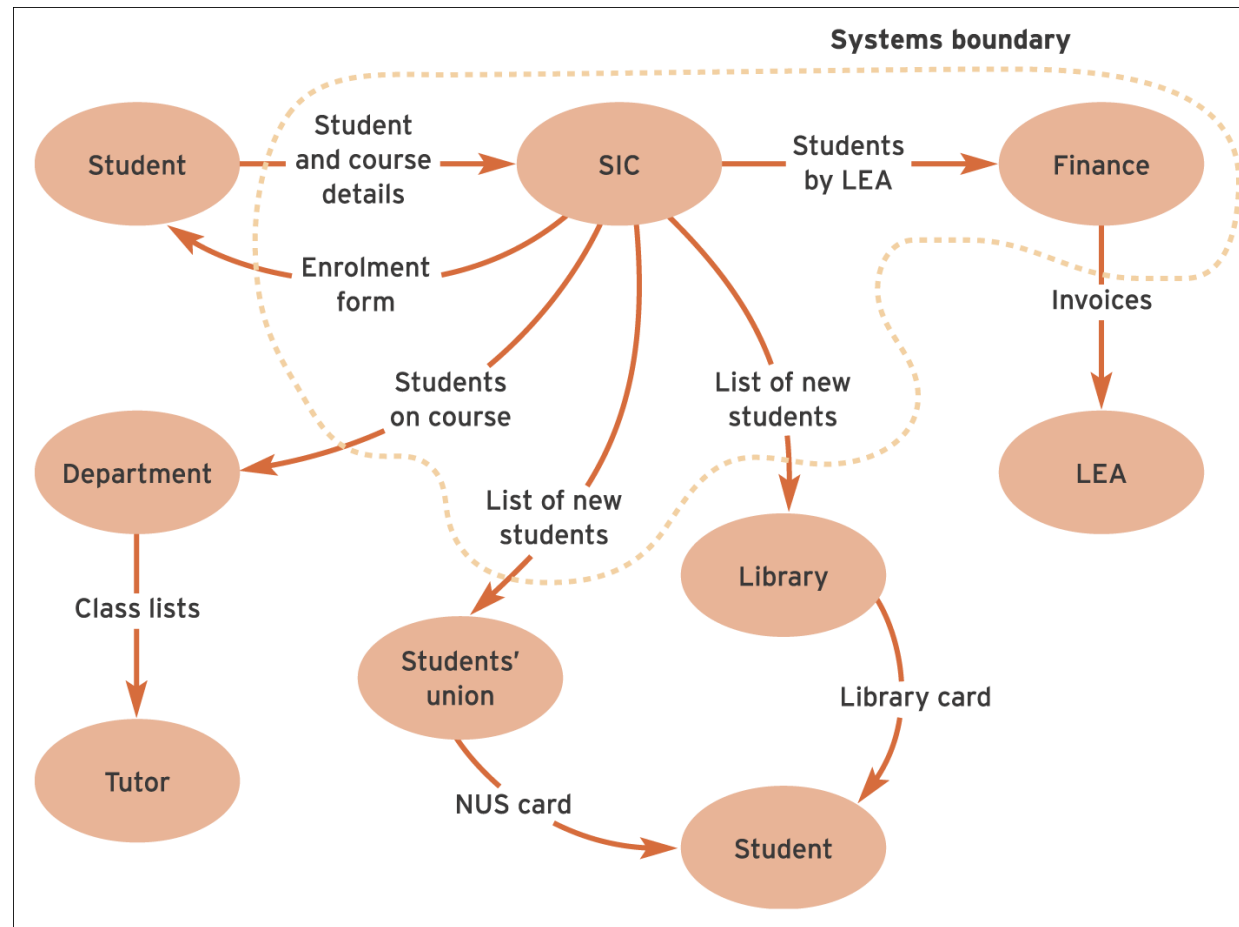 Systems boundary
Student
Student
and course
details
SIC
Students
by LEA
Finance
Enrolment
form
Invoices
Students
on course
List of new
students
Department
LEA
List of new
students
Library
Class lists
Students’
union
Library card
Tutor
NUS card
Student